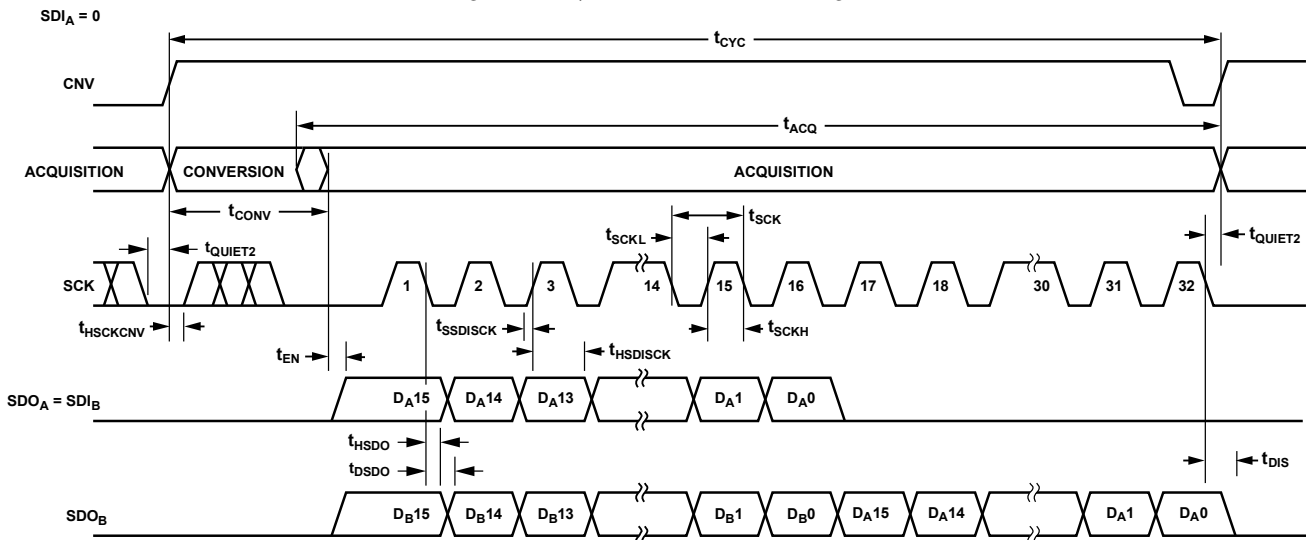 SDIA = 0
tCYC
CNV
tACQ
ACQUISITION CONVERSION ACQUISITION
tCONV
tSCK
tQUIET2 tSCKL tQUIET2
SCK 1 2 3 14 15 16 17 18 30 31 32
tHSCKCNV tSSDISCK tSCKH
tEN tHSDISCK
SDOA = SDIB DA15 DA14 DA13 DA1 DA0
tHSDO
tDSDO tDIS
SDOB DB15 DB14 DB13 DB1 DB0 DA15 DA14 DA1 DA0